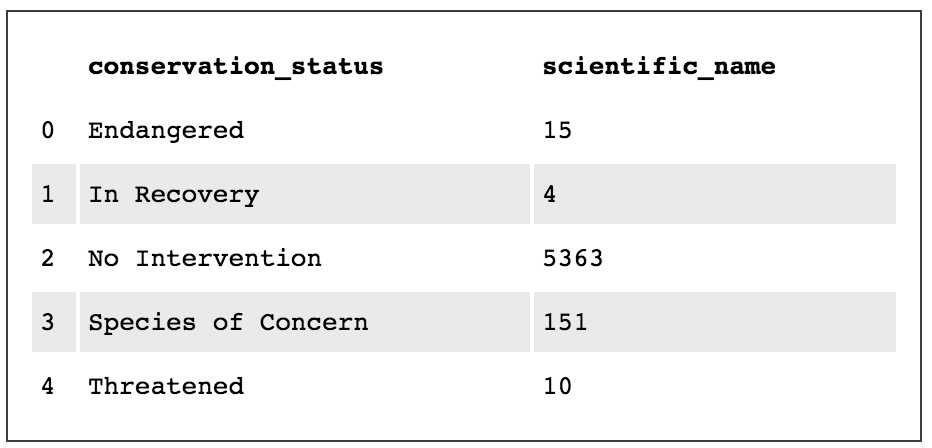 conservation_status scientific_name
0 Endangered 15
1 In Recovery 4
2 No Intervention 5363
3 Species of Concern 151
4 Threatened 10